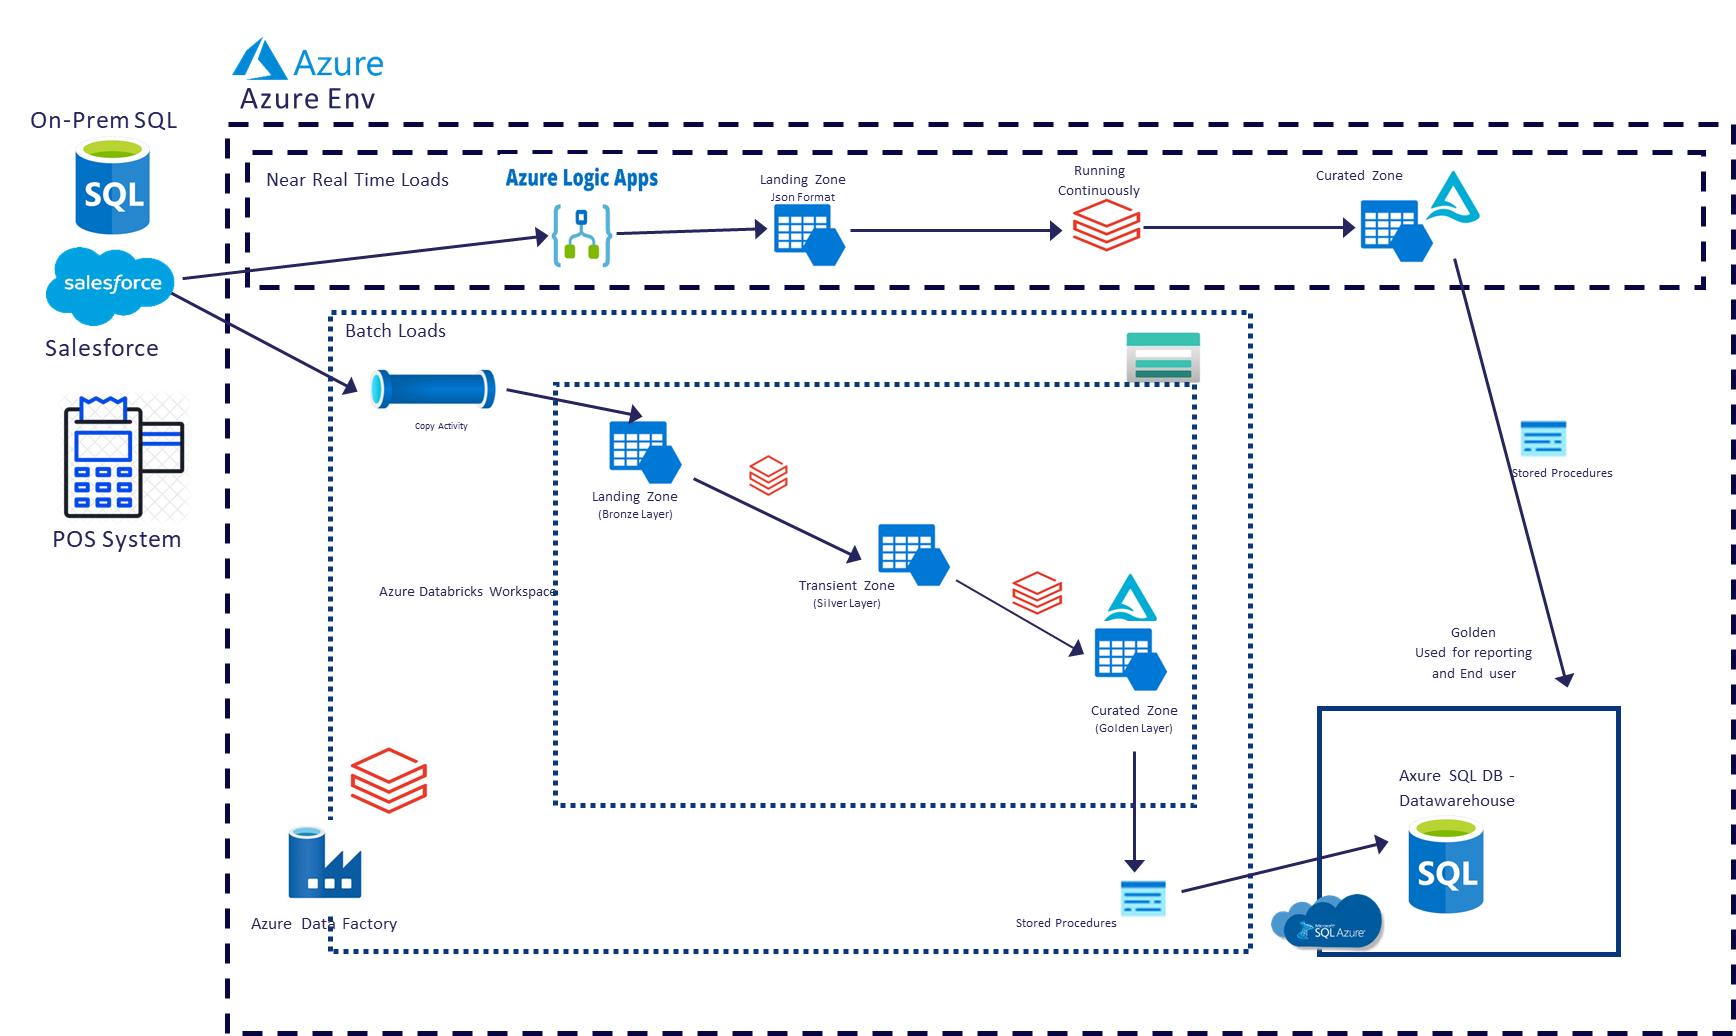 Azure
Azure Env
On-Prem SQL
SQL
salesforce
Salesforce
POS System
Near Real Time Loads
Azure Logic Apps
Landing Zone
Json Format
Running
Continuously
Curated Zone
Batch Loads
Copy Activity
Landing Zone
(Bronze Layer)
Azure Databricks Workspace
Transient Zone
(Silver Layer)
Curated Zone
(Golden Layer)
Stored Procedures
Golden
Used for reporting
and End user
Axure SQL DB -
Datawarehouse
SQL
Azure Data Factory
Stored Procedures
SQL Azure